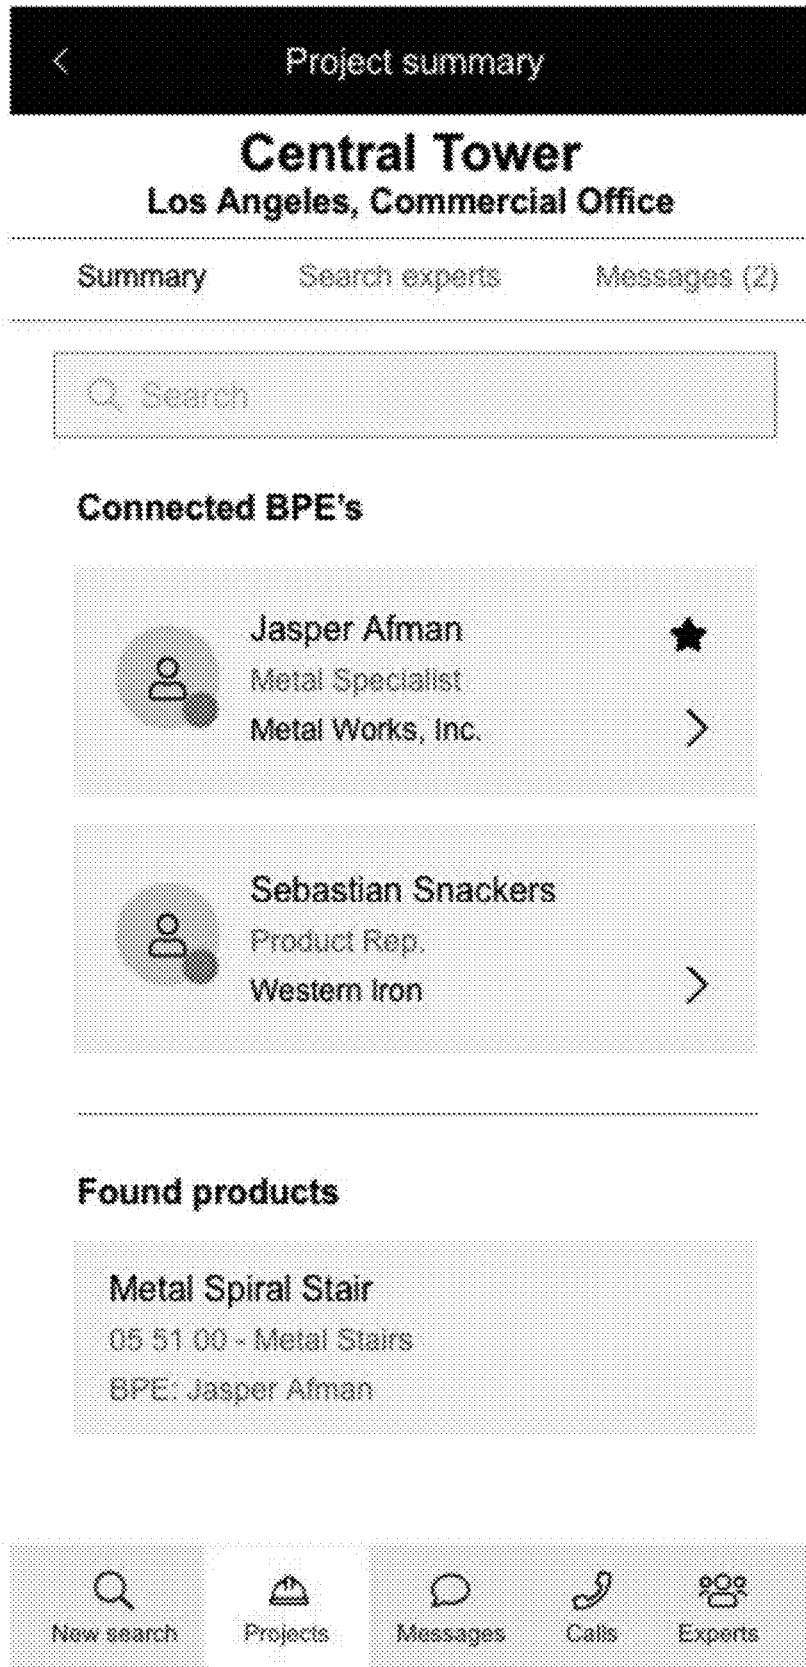 Project summary
Central Tower
Los Angeles, Commercial Office
Summary Search experts Messages (2)
Search
Connected BPE's
Jasper Afman
Metal Specialist
Metal Works, Inc.
Sebastian Snackers
Product Rep.
Western Iron
Found products
Metal Spiral Stair
05 51 00 - Metal Stairs
BPE: Jasper Afman
New search Projects Messages Calls Experts